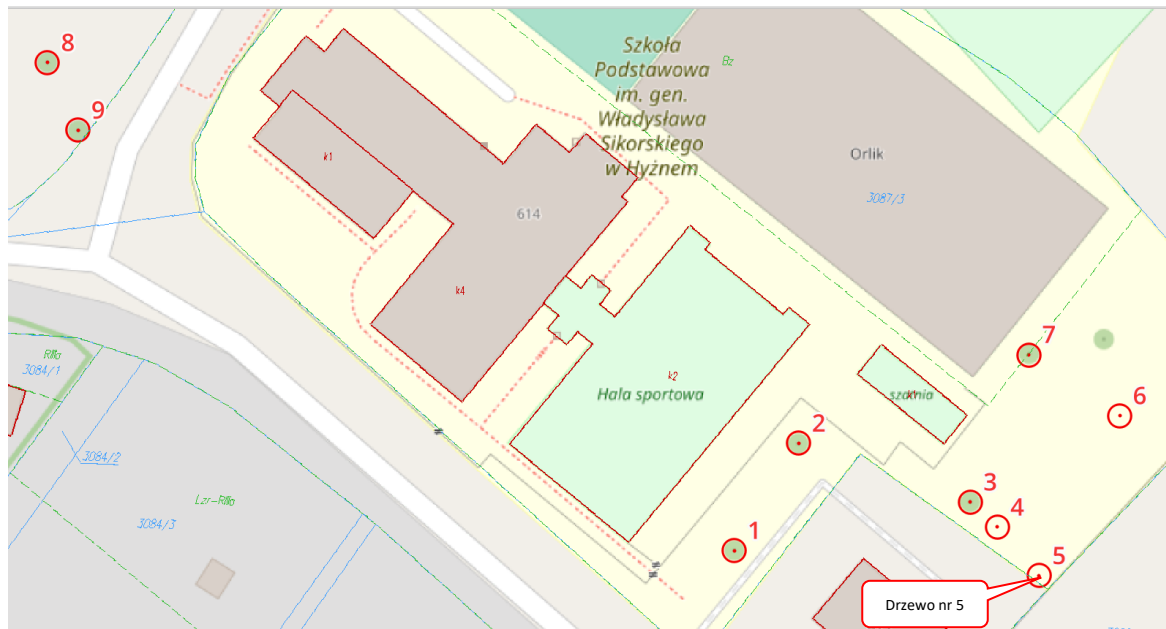 8
9
Szkoła
Podstawowa
im. gen.
Władysława
Sikorskiego
w Hyżnem
Bz
Orlik
3087/3
k1
614
k4
k2
Hala sportowa
szatnia
7
6
2
3
4
1
5
Drzewo nr 5
RIIIa
3084/1
3084/2
Lzr-RIIIa
3084/3